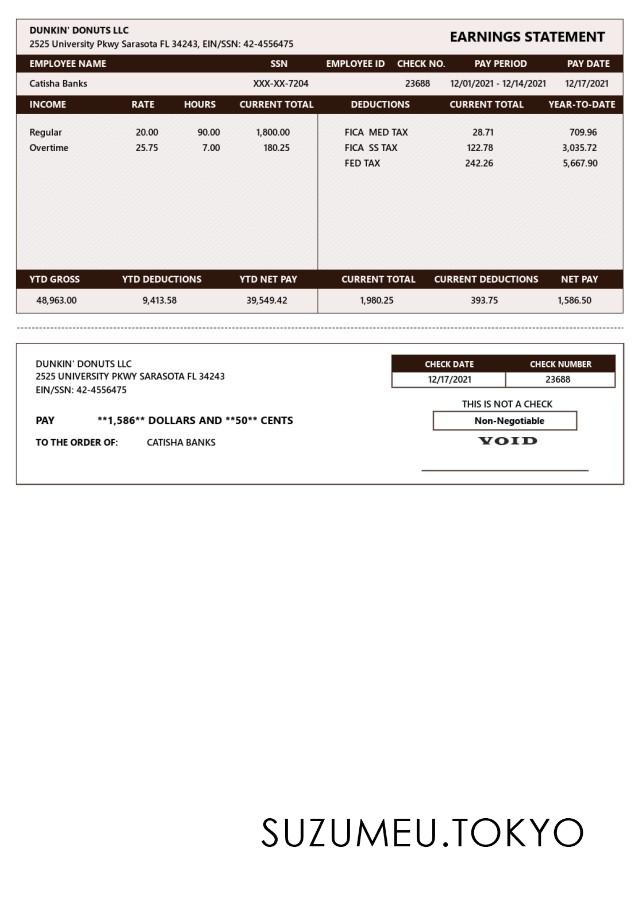 DUNKIN' DONUTS LLC
2525 University Pkwy Sarasota FL 34243, EIN/SSN: 42-4556475
EARNINGS STATEMENT
EMPLOYEE NAME SSN EMPLOYEE ID CHECK NO. PAY PERIOD PAY DATE
Catisha Banks XXX-XX-7204 23688 12/01/2021 - 12/14/2021 12/17/2021
INCOME RATE HOURS CURRENT TOTAL DEDUCTIONS CURRENT TOTAL YEAR-TO-DATE
Regular 20.00 90.00 1,800.00 FICA MED TAX 28.71 709.96
Overtime 25.75 7.00 180.25 FICA SS TAX 122.78 3,035.72
FED TAX 242.26 5,667.90
YTD GROSS YTD DEDUCTIONS YTD NET PAY CURRENT TOTAL CURRENT DEDUCTIONS NET PAY
48,963.00 9,413.58 39,549.42 1,980.25 393.75 1,586.50
DUNKIN' DONUTS LLC
2525 UNIVERSITY PKWY SARASOTA FL 34243
EIN/SSN: 42-4556475
CHECK DATE CHECK NUMBER
12/17/2021 23688
THIS IS NOT A CHECK
PAY **1,586** DOLLARS AND **50** CENTS
Non-Negotiable
TO THE ORDER OF: CATISHA BANKS
VOID
SUZUMEU.TOKYO